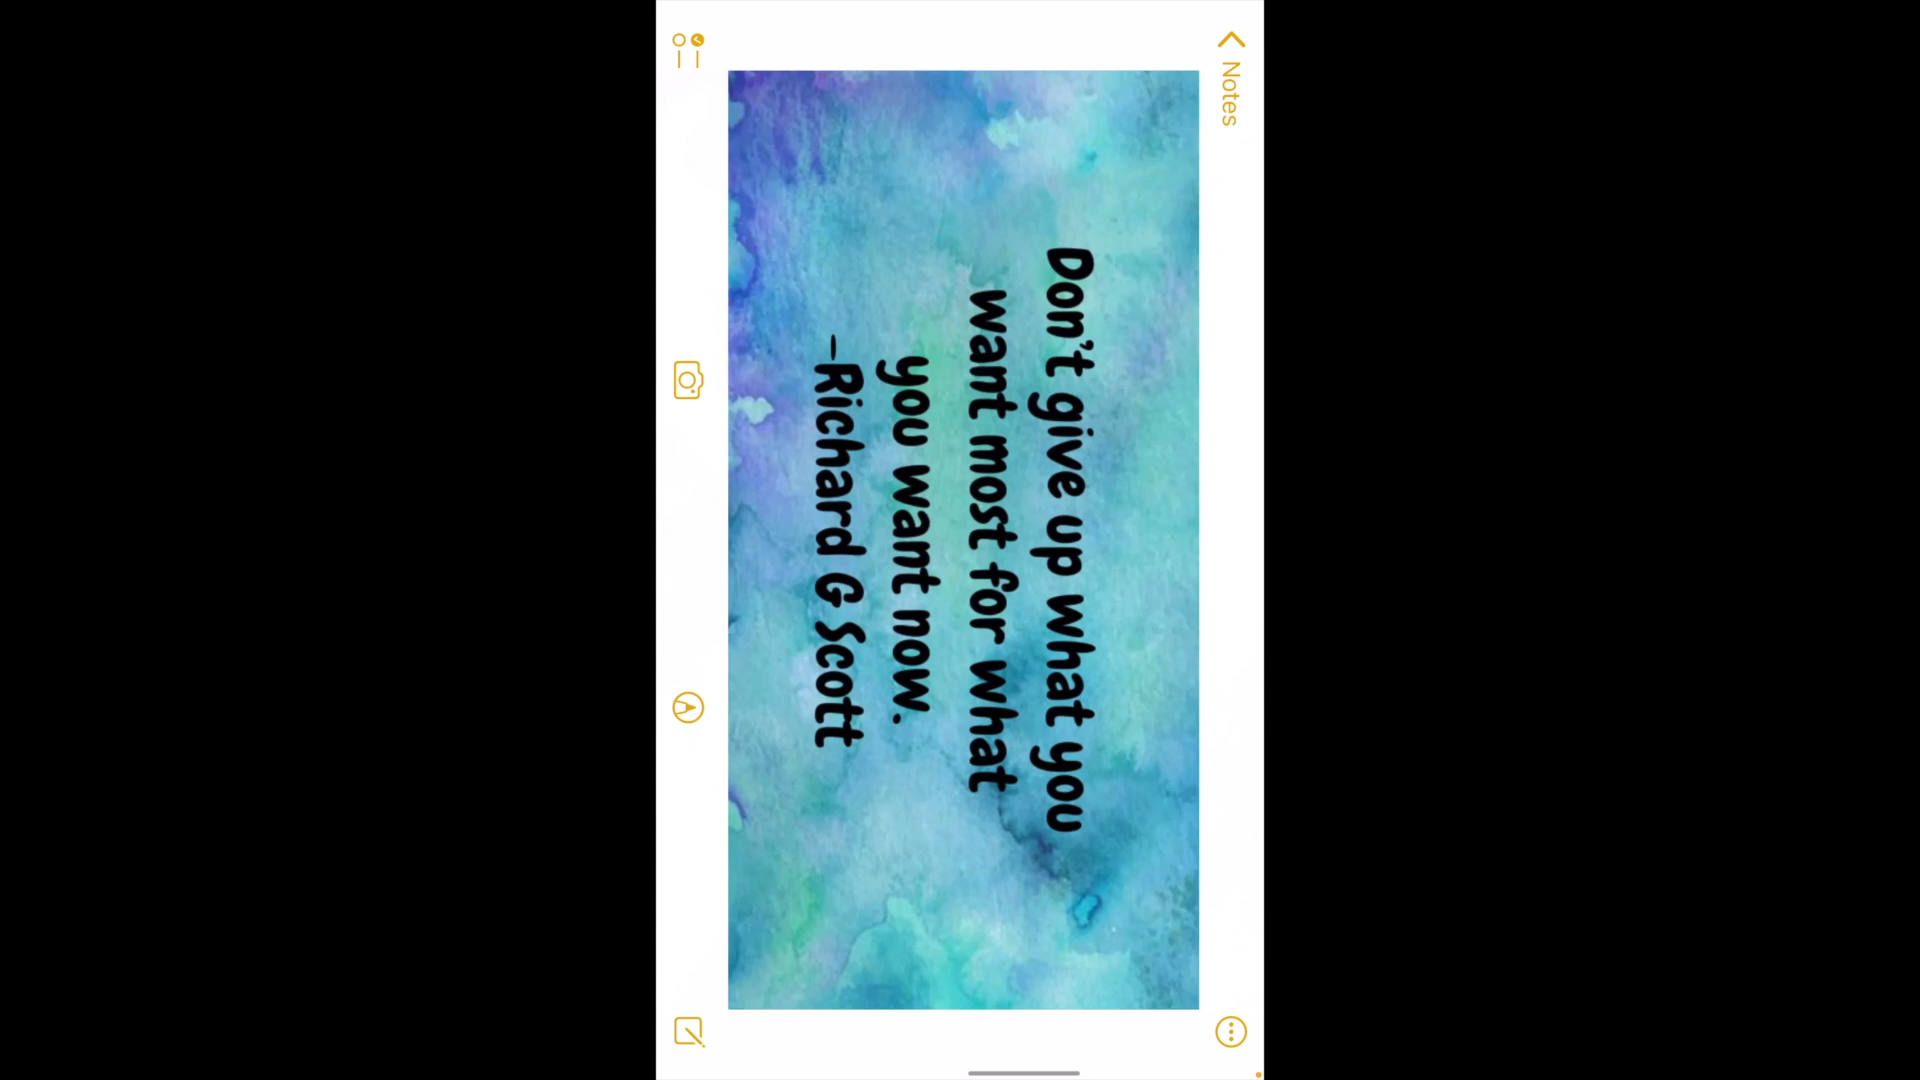 Notes
Don't give up what you
want most for what
you want now.
-Richard G Scott